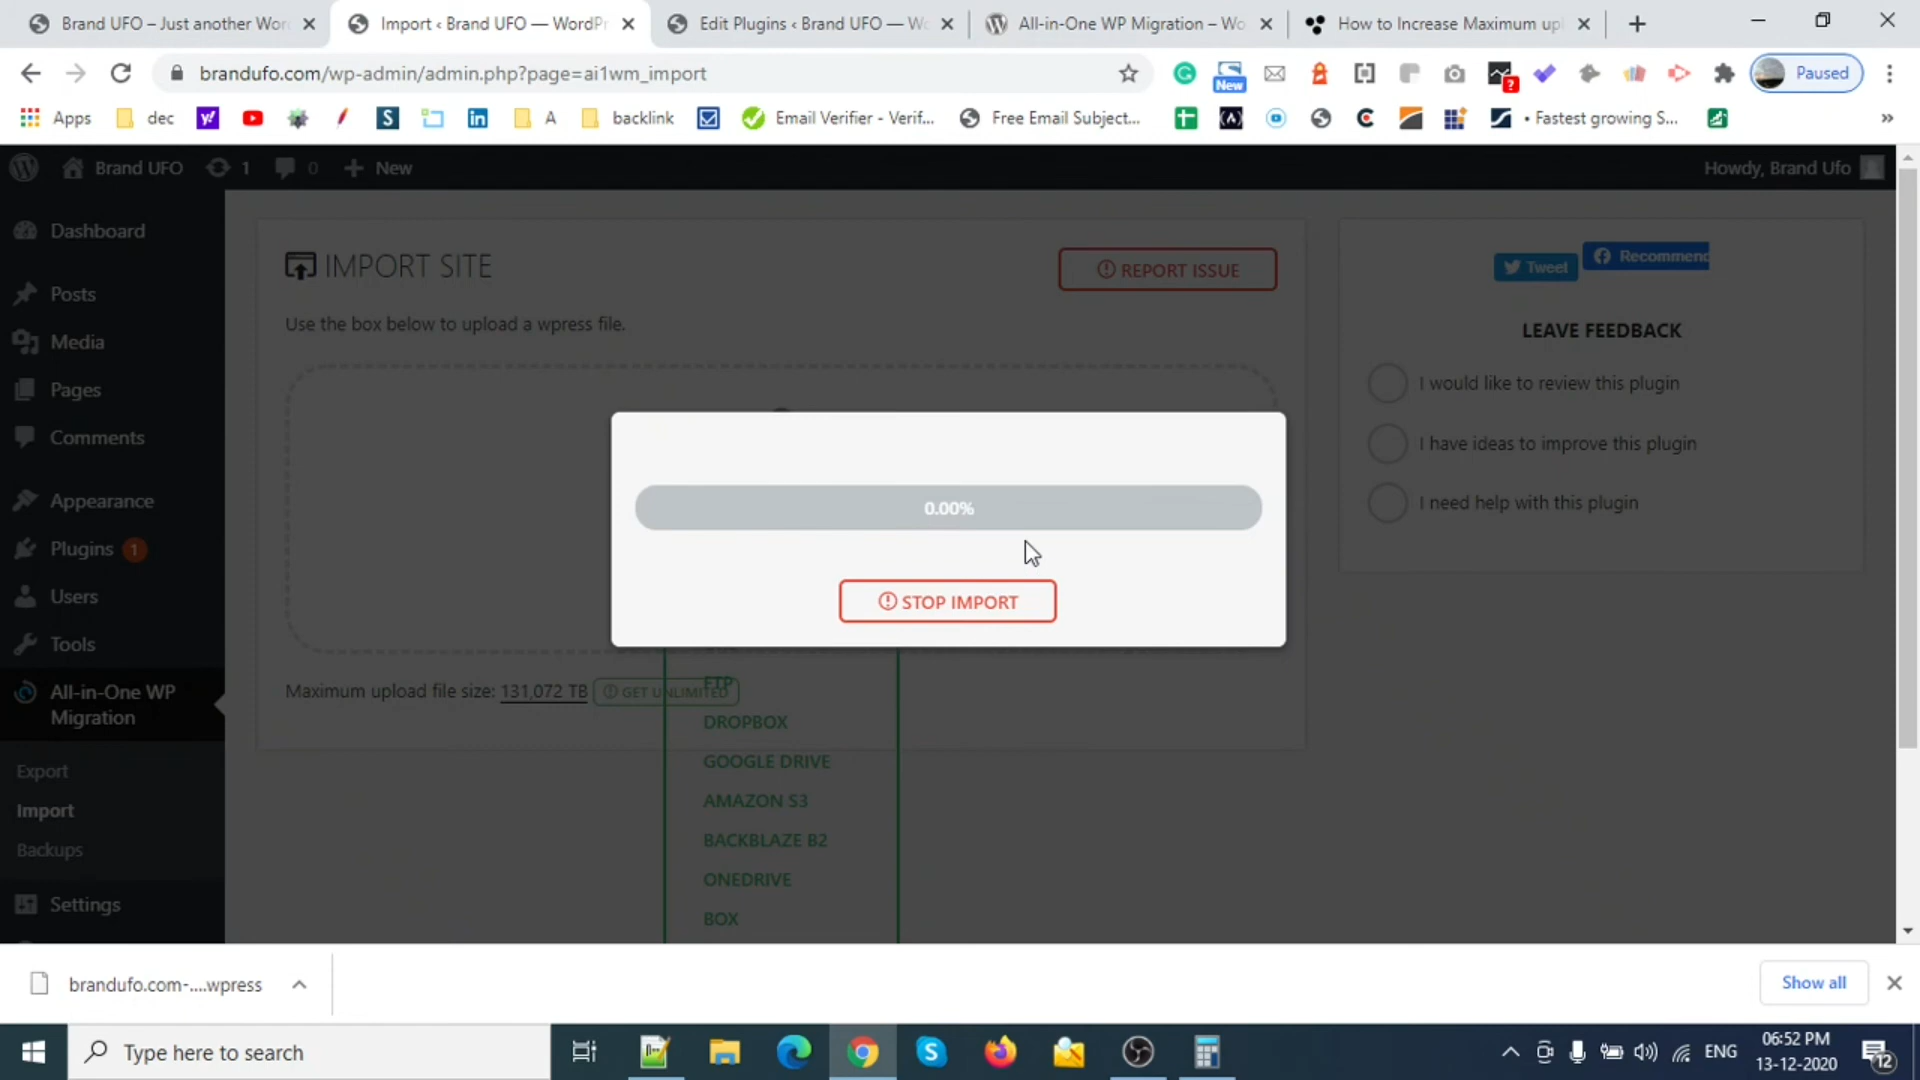 Brand UFO – Just another Wor
Import ‹ Brand UFO — WordPr
Edit Plugins ‹ Brand UFO — Wo
All-in-One WP Migration – Wo
How to Increase Maximum upl
brandufo.com/wp-admin/admin.php?page=ai1wm_import
New
?
Paused
Apps
dec
A
backlink
Email Verifier - Verif...
Free Email Subject...
• Fastest growing S...
»
Brand UFO
1
0
New
Howdy, Brand Ufo
Dashboard
Posts
Media
Pages
Comments
Appearance
Plugins 1
Users
Tools
All-in-One WP
Migration
Export
Import
Backups
Settings
IMPORT SITE
REPORT ISSUE
Use the box below to upload a wpress file.
0.00%
STOP IMPORT
Maximum upload file size: 131,072 TB
GET UNLIMITED
FTP
DROPBOX
GOOGLE DRIVE
AMAZON S3
BACKBLAZE B2
ONEDRIVE
BOX
Tweet
Recommend
LEAVE FEEDBACK
I would like to review this plugin
I have ideas to improve this plugin
I need help with this plugin
brandufo.com-....wpress
Show all
Type here to search
ENG
06:52 PM
13-12-2020
12